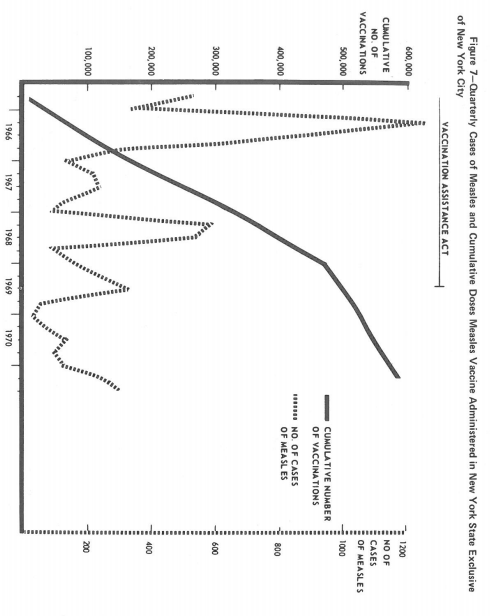 Figure 7—Quarterly Cases of Measles and Cumulative Doses Measles Vaccine Administered in New York State Exclusive
of New York City
VACCINATION ASSISTANCE ACT
CUMULATIVE
NO. OF
VACCINATIONS
600,000
500,000
400,000
300,000
200,000
100,000
NO OF
CASES
OF MEASLES
1200
1000
800
600
400
200
CUMULATIVE NUMBER
OF VACCINATIONS
NO. OF CASES
OF MEASLES
1966
1967
1968
1969
1970